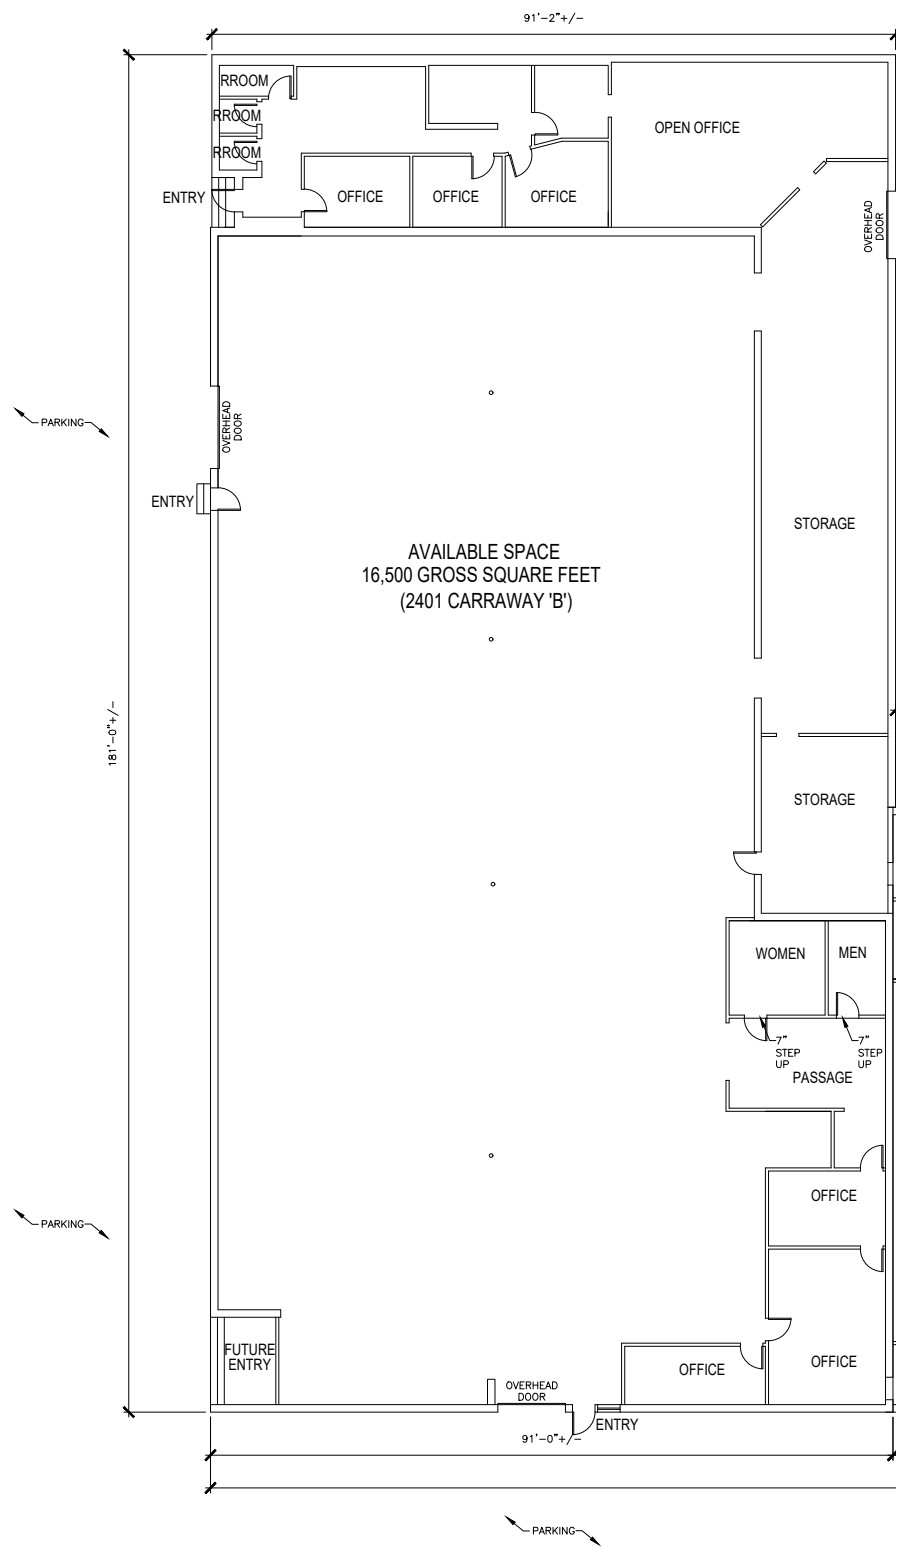 91'-2"+/-
RROOM
RROOM
RROOM
OPEN OFFICE
ENTRY
OFFICE
OFFICE
OFFICE
OVERHEAD
DOOR
PARKING
OVERHEAD
DOOR
ENTRY
STORAGE
AVAILABLE SPACE
16,500 GROSS SQUARE FEET
(2401 CARRAWAY 'B')
181'-0"+/-
STORAGE
WOMEN
MEN
7"
STEP
UP
7"
STEP
UP
PASSAGE
OFFICE
PARKING
FUTURE
ENTRY
OFFICE
OFFICE
OVERHEAD
DOOR
ENTRY
91'-0"+/-
PARKING